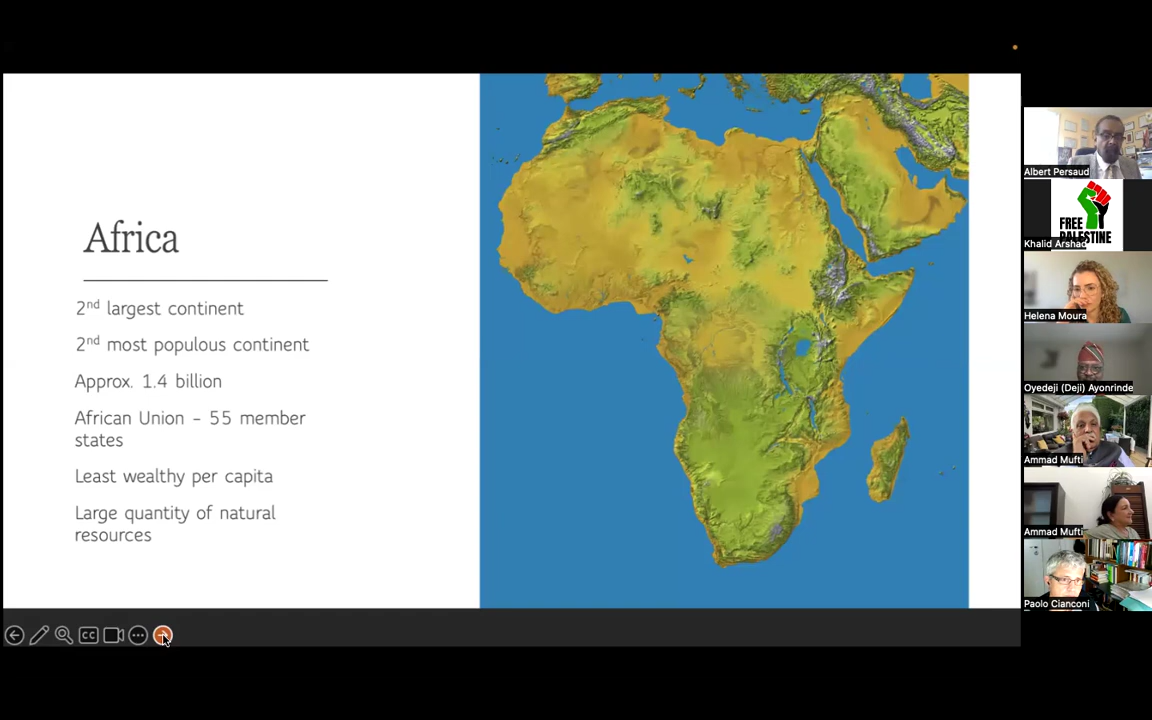 Africa
2nd largest continent
2nd most populous continent
Approx. 1.4 billion
African Union – 55 member
states
Least wealthy per capita
Large quantity of natural
resources
CC
Albert Persaud
FREE
PALESTINE
Khalid Arshad
Helena Moura
Oyedeji (Deji) Ayonrinde
Ammad Mufti
Ammad Mufti
Paolo Cianconi